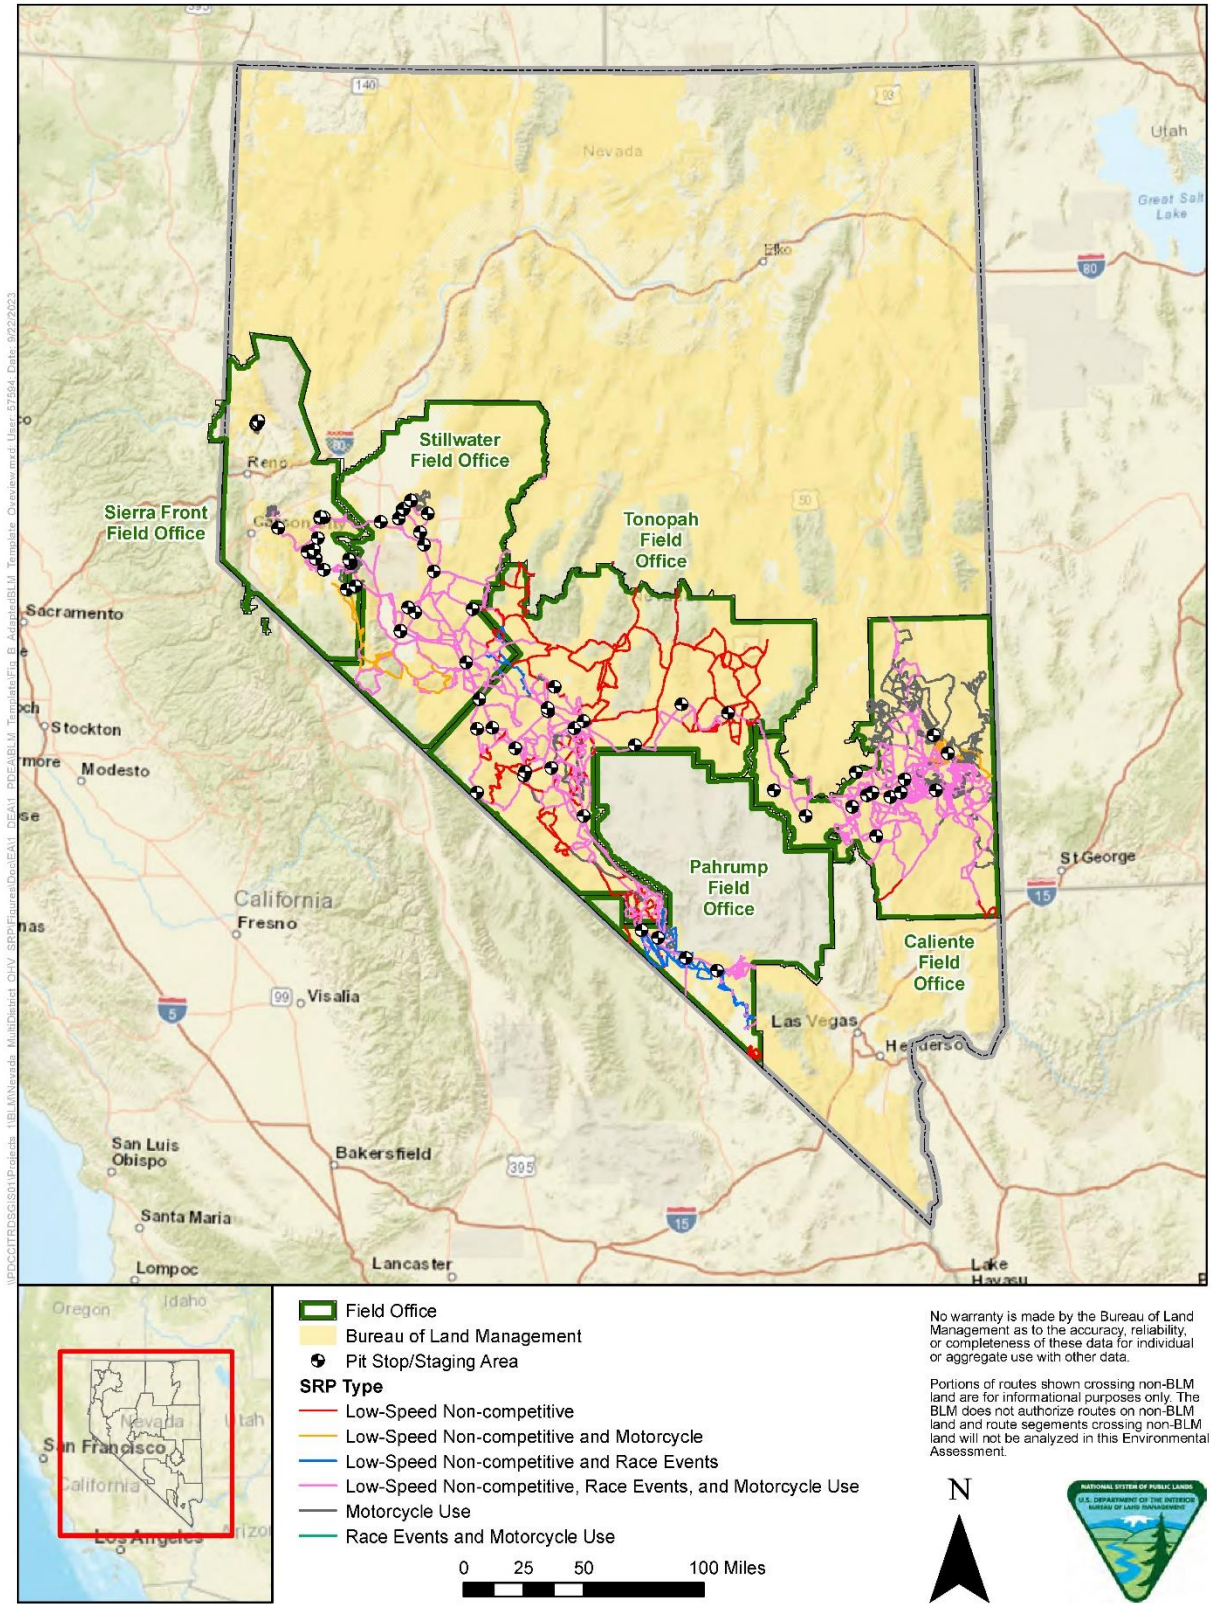 395
140
93
Nevada
Utah
Great Salt
Lake
Elko
80
80
Stillwater
Field Office
Reno
Sierra Front
Field Office
Carson City
Tonopah
Field
Office
50
Sacramento
Stockton
Modesto
St George
15
Pahrump
Field
Office
California
Fresno
Caliente
Field
Office
99
Visalia
5
Las Vegas
Henderso
San Luis
Obispo
Bakersfield
395
Santa Maria
15
Lompoc
Lancaster
Lake
Havasu
Oregon
Idaho
Nevada
Utah
San Francisco
California
Los Angeles
Arizo
Field Office
Bureau of Land Management
Pit Stop/Staging Area
SRP Type
Low-Speed Non-competitive
Low-Speed Non-competitive and Motorcycle
Low-Speed Non-competitive and Race Events
Low-Speed Non-competitive, Race Events, and Motorcycle Use
Motorcycle Use
Race Events and Motorcycle Use
0 25 50 100 Miles
No warranty is made by the Bureau of Land
Management as to the accuracy, reliability,
or completeness of these data for individual
or aggregate use with other data.
Portions of routes shown crossing non-BLM
land are for informational purposes only. The
BLM does not authorize routes on non-BLM
land and route segements crossing non-BLM
land will not be analyzed in this Environmental
Assessment.
N
NATIONAL SYSTEM OF PUBLIC LANDS
U.S. DEPARTMENT OF THE INTERIOR
BUREAU OF LAND MANAGEMENT